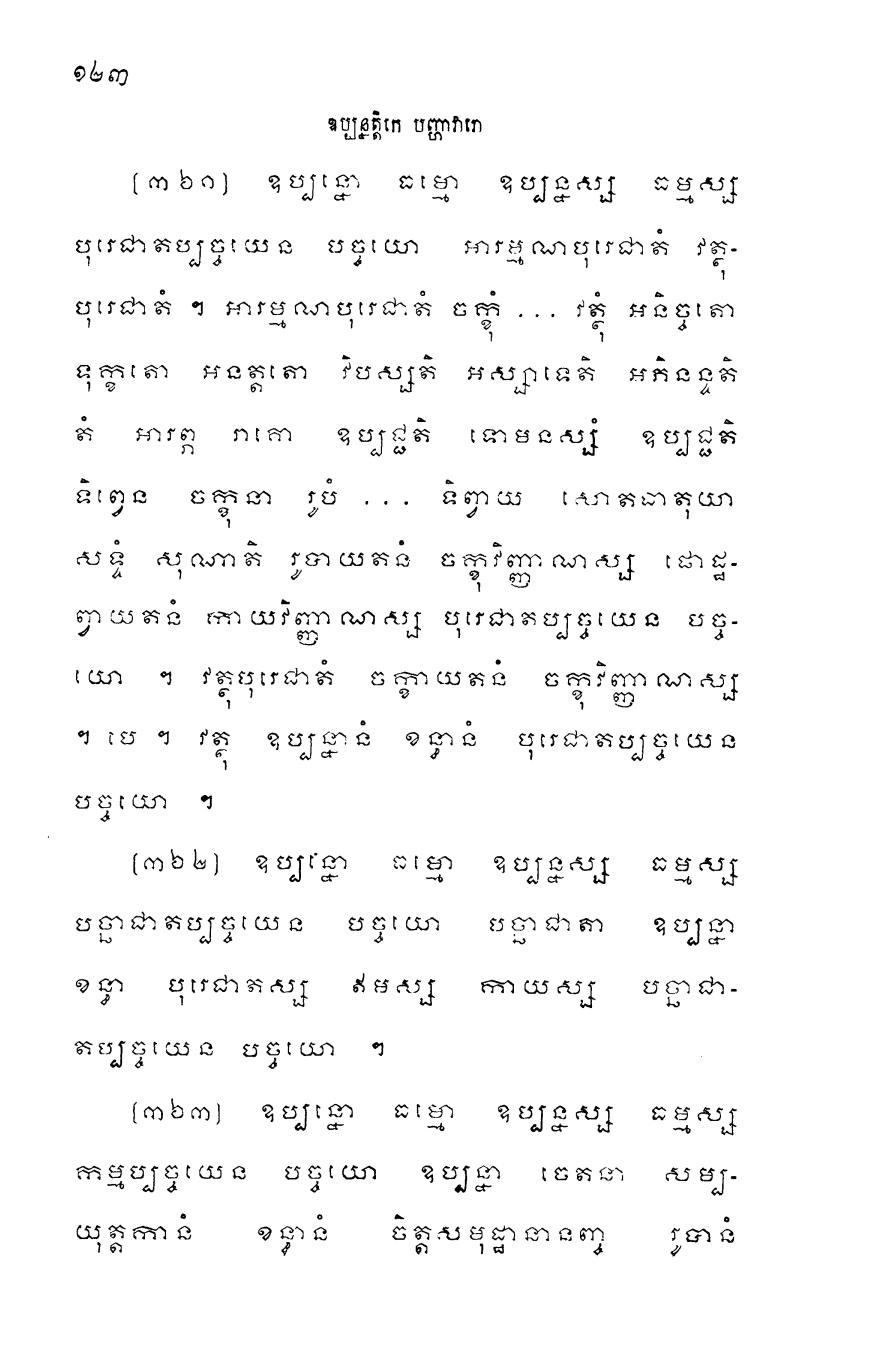 ១៤៣
ឧប្បន្នត្តិកេ បញ្ហាវារោ
(៣៦១) ឧប្បន្នោ ធម្មោ ឧប្បន្នស្ស ធម្មស្ស
បុរេជាតប្បច្ចយេន បច្ចយោ អារម្មណបុរេជាតំ វត្ថុ-
បុរេជាតំ ។ អារម្មណបុរេជាតំ ចក្ខុំ ... វត្ថុំ អនិច្ចតោ
ទុក្ខតោ អនត្តតោ វិបស្សតិ អស្សាទេតិ អភិនន្ទតិ
តំ អារព្ភ រាគោ ឧប្បជ្ជតិ ទោមនស្សំ ឧប្បជ្ជតិ
ទិព្វេន ចក្ខុនា រូបំ ... ទិព្វាយ សោតធាតុយា
សទ្ទំ សុណាតិ រូបាយតនំ ចក្ខុវិញ្ញាណស្ស ផោដ្ឋ-
ព្វាយតនំ កាយវិញ្ញាណស្ស បុរេជាតប្បច្ចយេន បច្ច-
យោ ។ វត្ថុបុរេជាតំ ចក្ខាយតនំ ចក្ខុវិញ្ញាណស្ស
។ បេ ។ វត្ថុ ឧប្បន្នានំ ខន្ធានំ បុរេជាតប្បច្ចយេន
បច្ចយោ ។
(៣៦៤) ឧប្បន្នោ ធម្មោ ឧប្បន្នស្ស ធម្មស្ស
បច្ឆាជាតប្បច្ចយេន បច្ចយោ បច្ឆាជាតា ឧប្បន្នា
ខន្ធា បុរេជាតស្ស ឥមស្ស កាយស្ស បច្ឆាជា-
តប្បច្ចយេន បច្ចយោ ។
(៣៦៣) ឧប្បន្នោ ធម្មោ ឧប្បន្នស្ស ធម្មស្ស
កម្មប្បច្ចយេន បច្ចយោ ឧប្បន្នា ចេតនា សម្ប-
យុត្តកានំ ខន្ធានំ ចិត្តសមុដ្ឋានានញ្ច រូបានំ